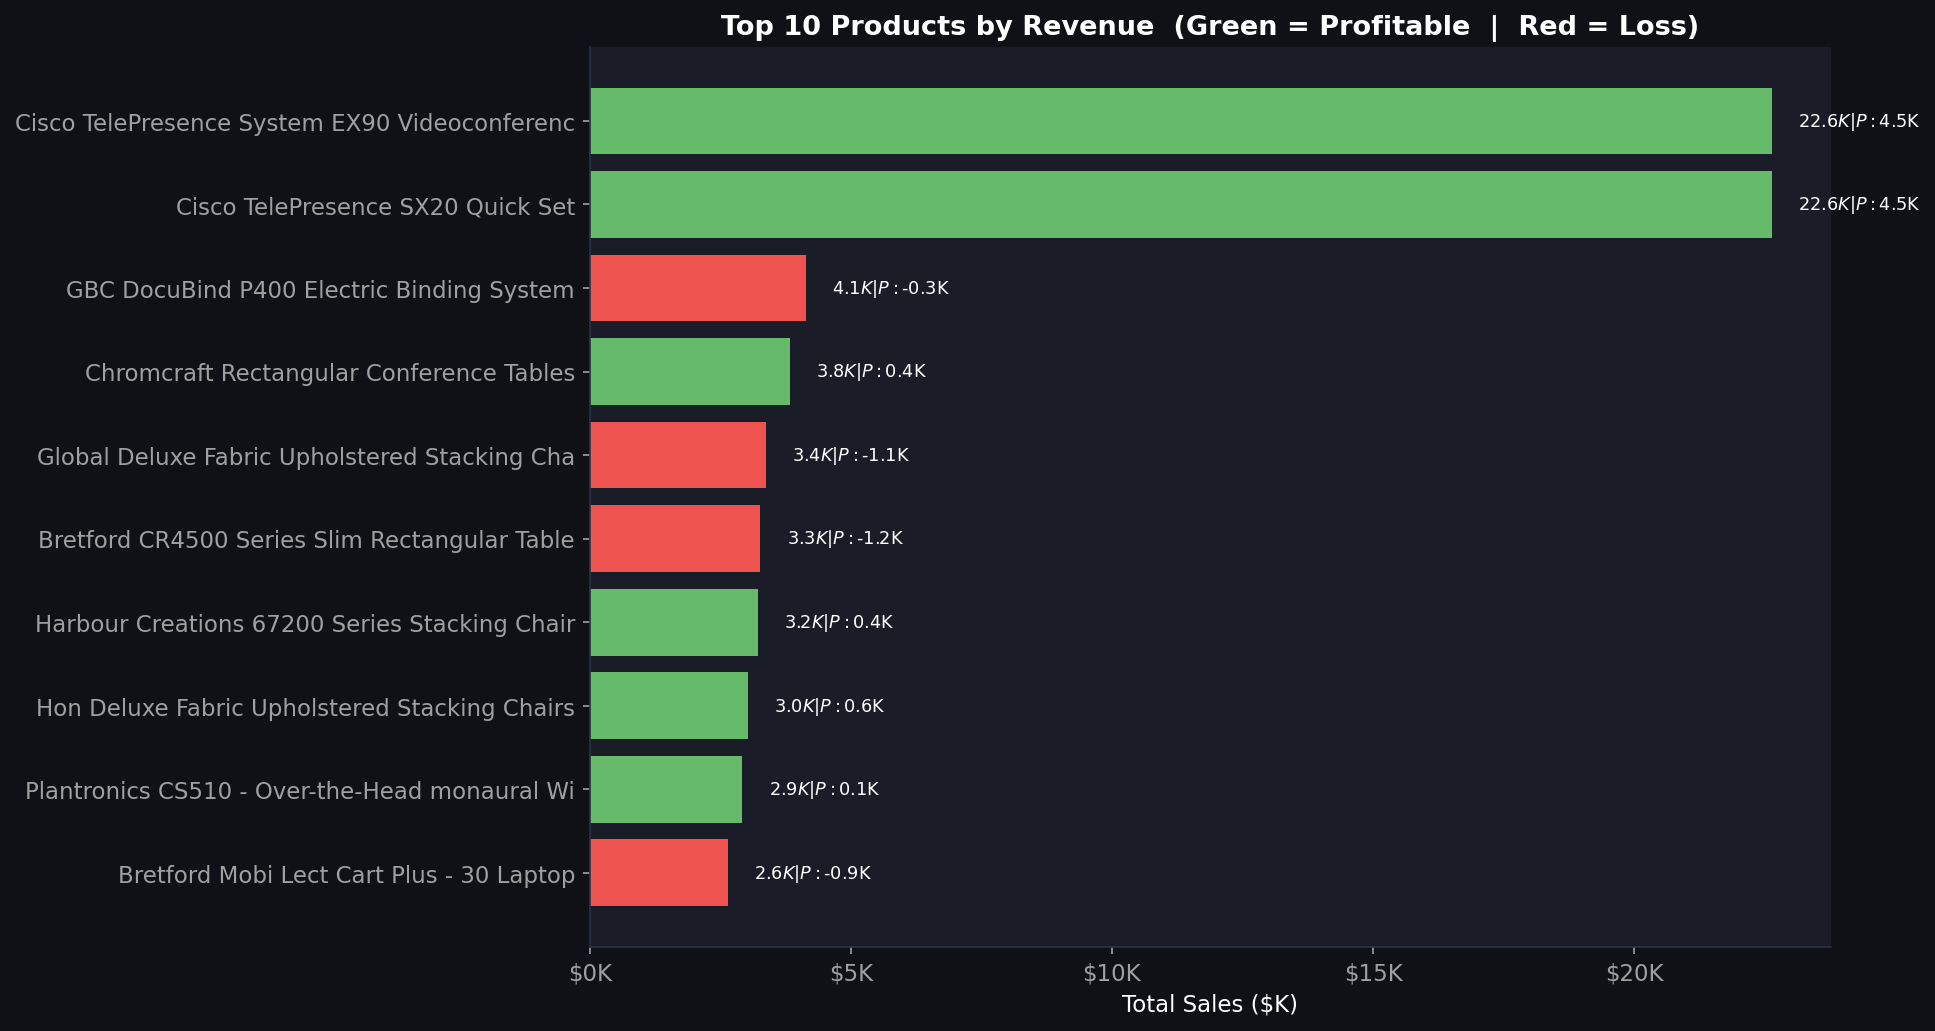 Top 10 Products by Revenue  (Green = Profitable  |  Red = Loss)
Cisco TelePresence System EX90 Videoconferenc 22.6K|P:4.5K
Cisco TelePresence SX20 Quick Set 22.6K|P:4.5K
GBC DocuBind P400 Electric Binding System 4.1K|P:-0.3K
Chromcraft Rectangular Conference Tables 3.8K|P:0.4K
Global Deluxe Fabric Upholstered Stacking Cha 3.4K|P:-1.1K
Bretford CR4500 Series Slim Rectangular Table 3.3K|P:-1.2K
Harbour Creations 67200 Series Stacking Chair 3.2K|P:0.4K
Hon Deluxe Fabric Upholstered Stacking Chairs 3.0K|P:0.6K
Plantronics CS510 - Over-the-Head monaural Wi 2.9K|P:0.1K
Bretford Mobi Lect Cart Plus - 30 Laptop 2.6K|P:-0.9K
$0K $5K $10K $15K $20K
Total Sales ($K)